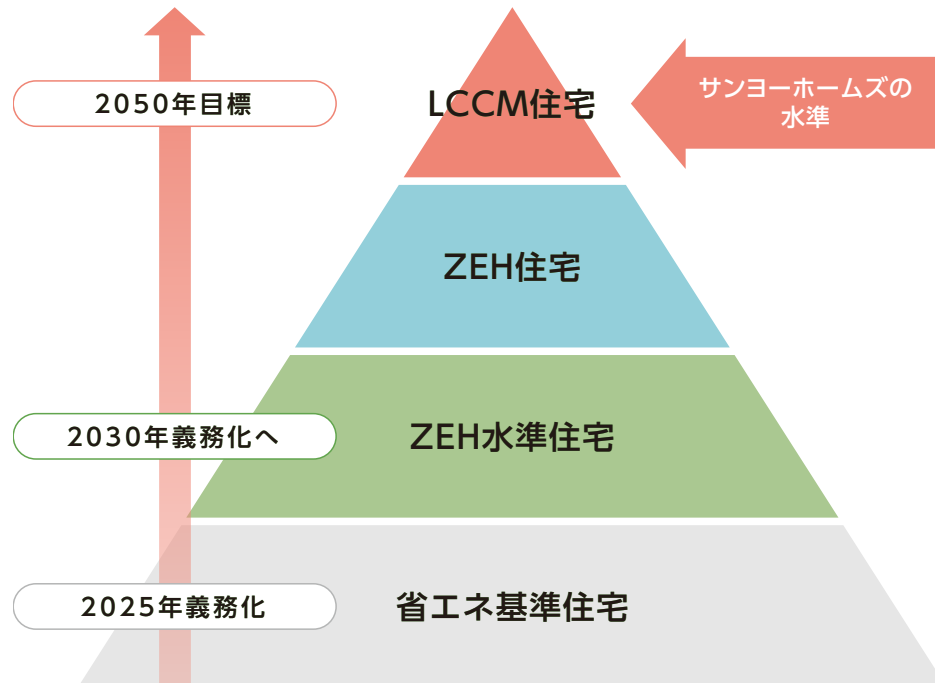 2050年目標
LCCM住宅
サンヨーホームズの
水準
ZEH住宅
2030年義務化へ
ZEH水準住宅
2025年義務化
省エネ基準住宅